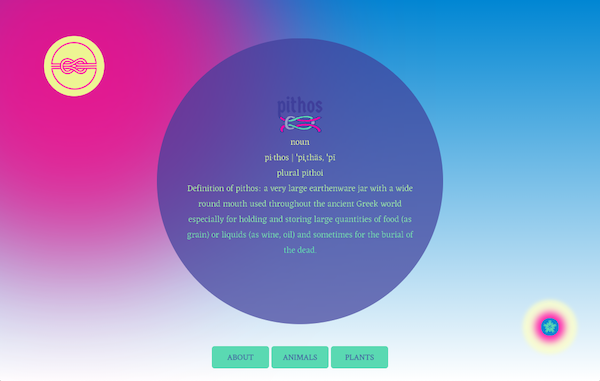 pithos
noun
pi·thos | ˈpiˌthäs, ˈpī
plural pithoi
Definition of pithos: a very large earthenware jar with a wide
round mouth used throughout the ancient Greek world
especially for holding and storing large quantities of food (as
grain) or liquids (as wine, oil) and sometimes for the burial of
the dead.
ABOUT ANIMALS PLANTS